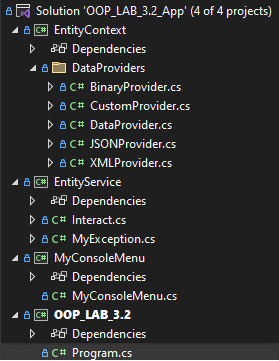 Solution 'OOP_LAB_3.2_App' (4 of 4 projects)
C# EntityContext
Dependencies
DataProviders
C# BinaryProvider.cs
C# CustomProvider.cs
C# DataProvider.cs
C# JSONProvider.cs
C# XMLProvider.cs
C# EntityService
Dependencies
C# Interact.cs
C# MyException.cs
C# MyConsoleMenu
Dependencies
C# MyConsoleMenu.cs
C# OOP_LAB_3.2
Dependencies
C# Program.cs